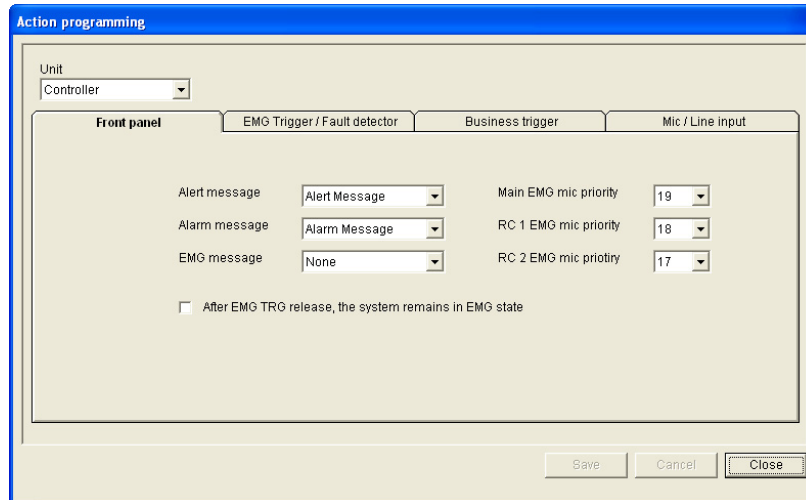 Action programming
Unit
Controller
Front panel EMG Trigger / Fault detector Business trigger Mic / Line input
Alert message Alert Message Main EMG mic priority 19
Alarm message Alarm Message RC 1 EMG mic priority 18
EMG message None RC 2 EMG mic priotiry 17
After EMG TRG release, the system remains in EMG state
Save Cancel Close